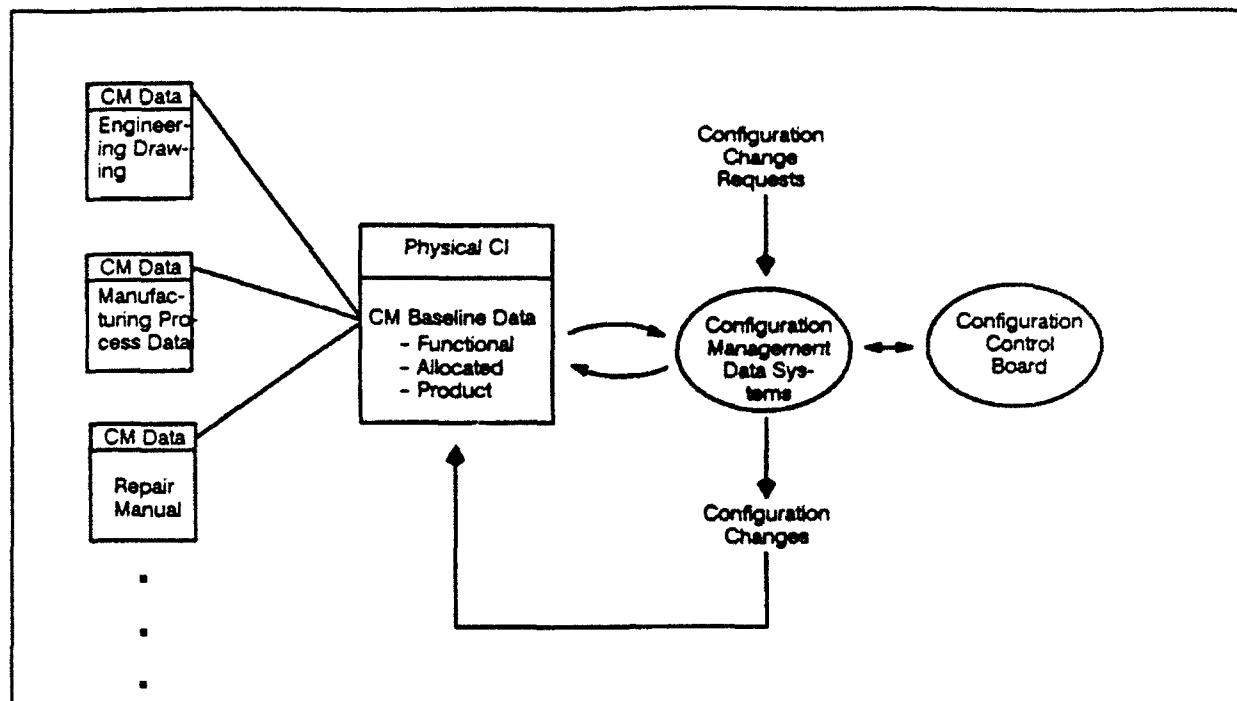 CM Data
Engineer-
ing Draw-
ing
CM Data
Manufac-
turing Pro-
cess Data
CM Data
Repair
Manual
Physical CI
CM Baseline Data
- Functional
- Allocated
- Product
Configuration
Change
Requests
Configuration
Management
Data Sys-
tems
Configuration
Control
Board
Configuration
Changes